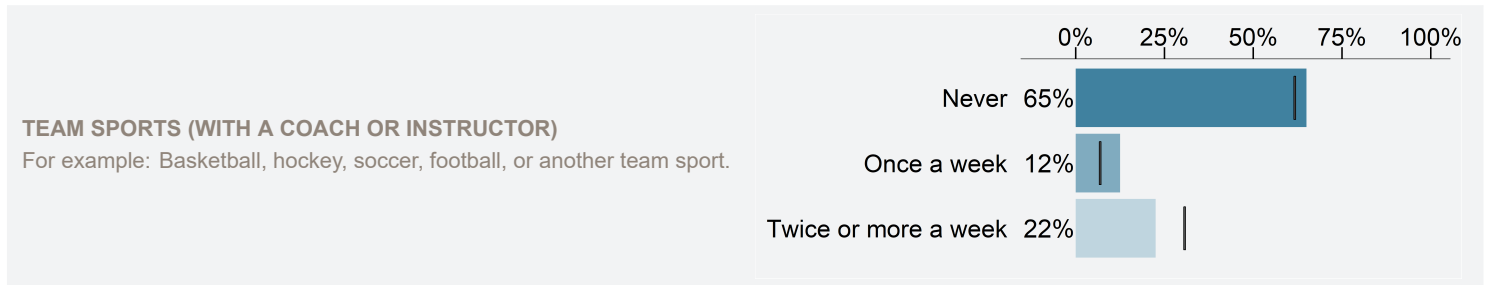 TEAM SPORTS (WITH A COACH OR INSTRUCTOR)
For example: Basketball, hockey, soccer, football, or another team sport.
0% 25% 50% 75% 100%
Never 65%
Once a week 12%
Twice or more a week 22%